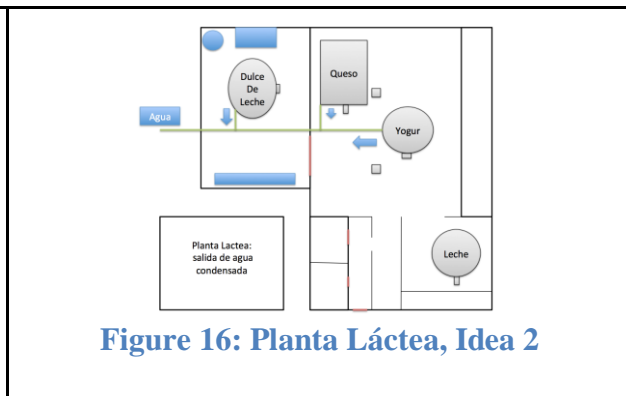 Dulce
De
Leche
Queso
Agua
Yogur
Planta Lactea:
salida de agua
condensada
Leche
Figure 16: Planta Láctea, Idea 2